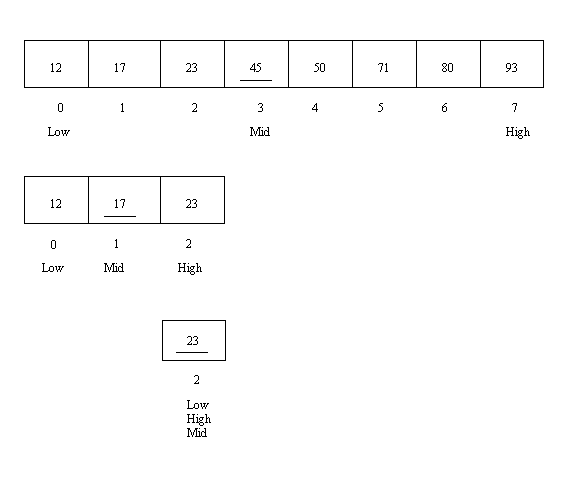 12 17 23 45 50 71 80 93
0 1 2 3 4 5 6 7
Low Mid High
12 17 23
0 1 2
Low Mid High
23
2
Low
High
Mid